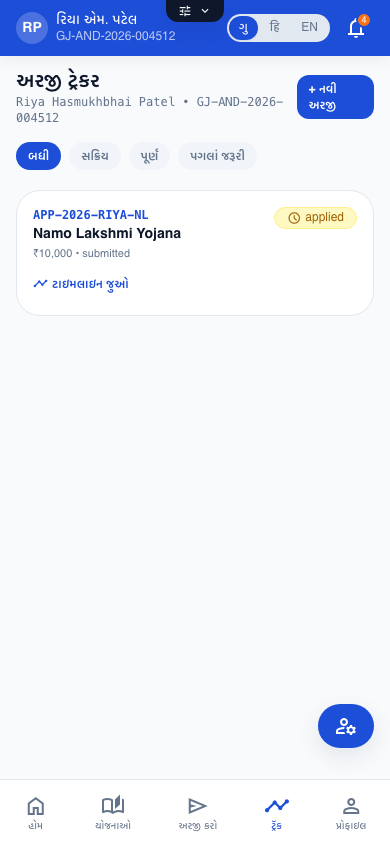 RP
રિયા એમ. પટેલ
GJ-AND-2026-004512
ગુ
हि
EN
4
અરજી ટ્રેકર
Riya Hasmukhbhai Patel • GJ-AND-2026-
004512
+ નવી
અરજી
બધી
સક્રિય
પૂર્ણ
પગલાં જરૂરી
APP-2026-RIYA-NL
applied
Namo Lakshmi Yojana
₹10,000 • submitted
ટાઇમલાઇન જુઓ
હોમ
યોજનાઓ
અરજી કરો
ટ્રૅક
પ્રોફાઇલ